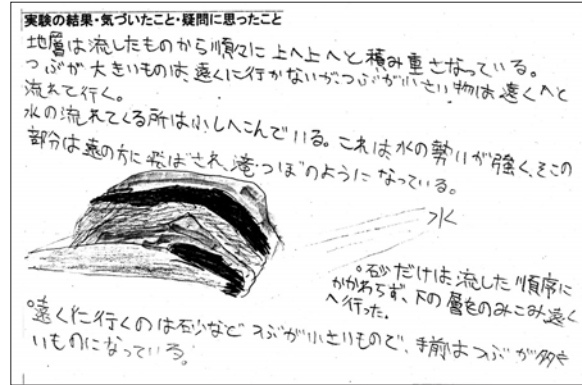 実験の結果・気づいたこと・疑問に思ったこと
地層は流したものから順々に上へ上へと積み重さなっている。
つぶが大きいものは、遠くに行かないが、つぶが小さい物は遠くへと
流れて行く。
水の流れてくる所は少しへこんでいる。これは水の勢いが強く、そこの
部分は遠の方に飛ばされ、滝つぼのようになっている。
水
○砂だけは流した順序に
かかわらず、下の層をのみこみ遠く
へ行った。
○遠くに行くのは石砂など つぶが小さいもので、手前はつぶが
いものになっている。